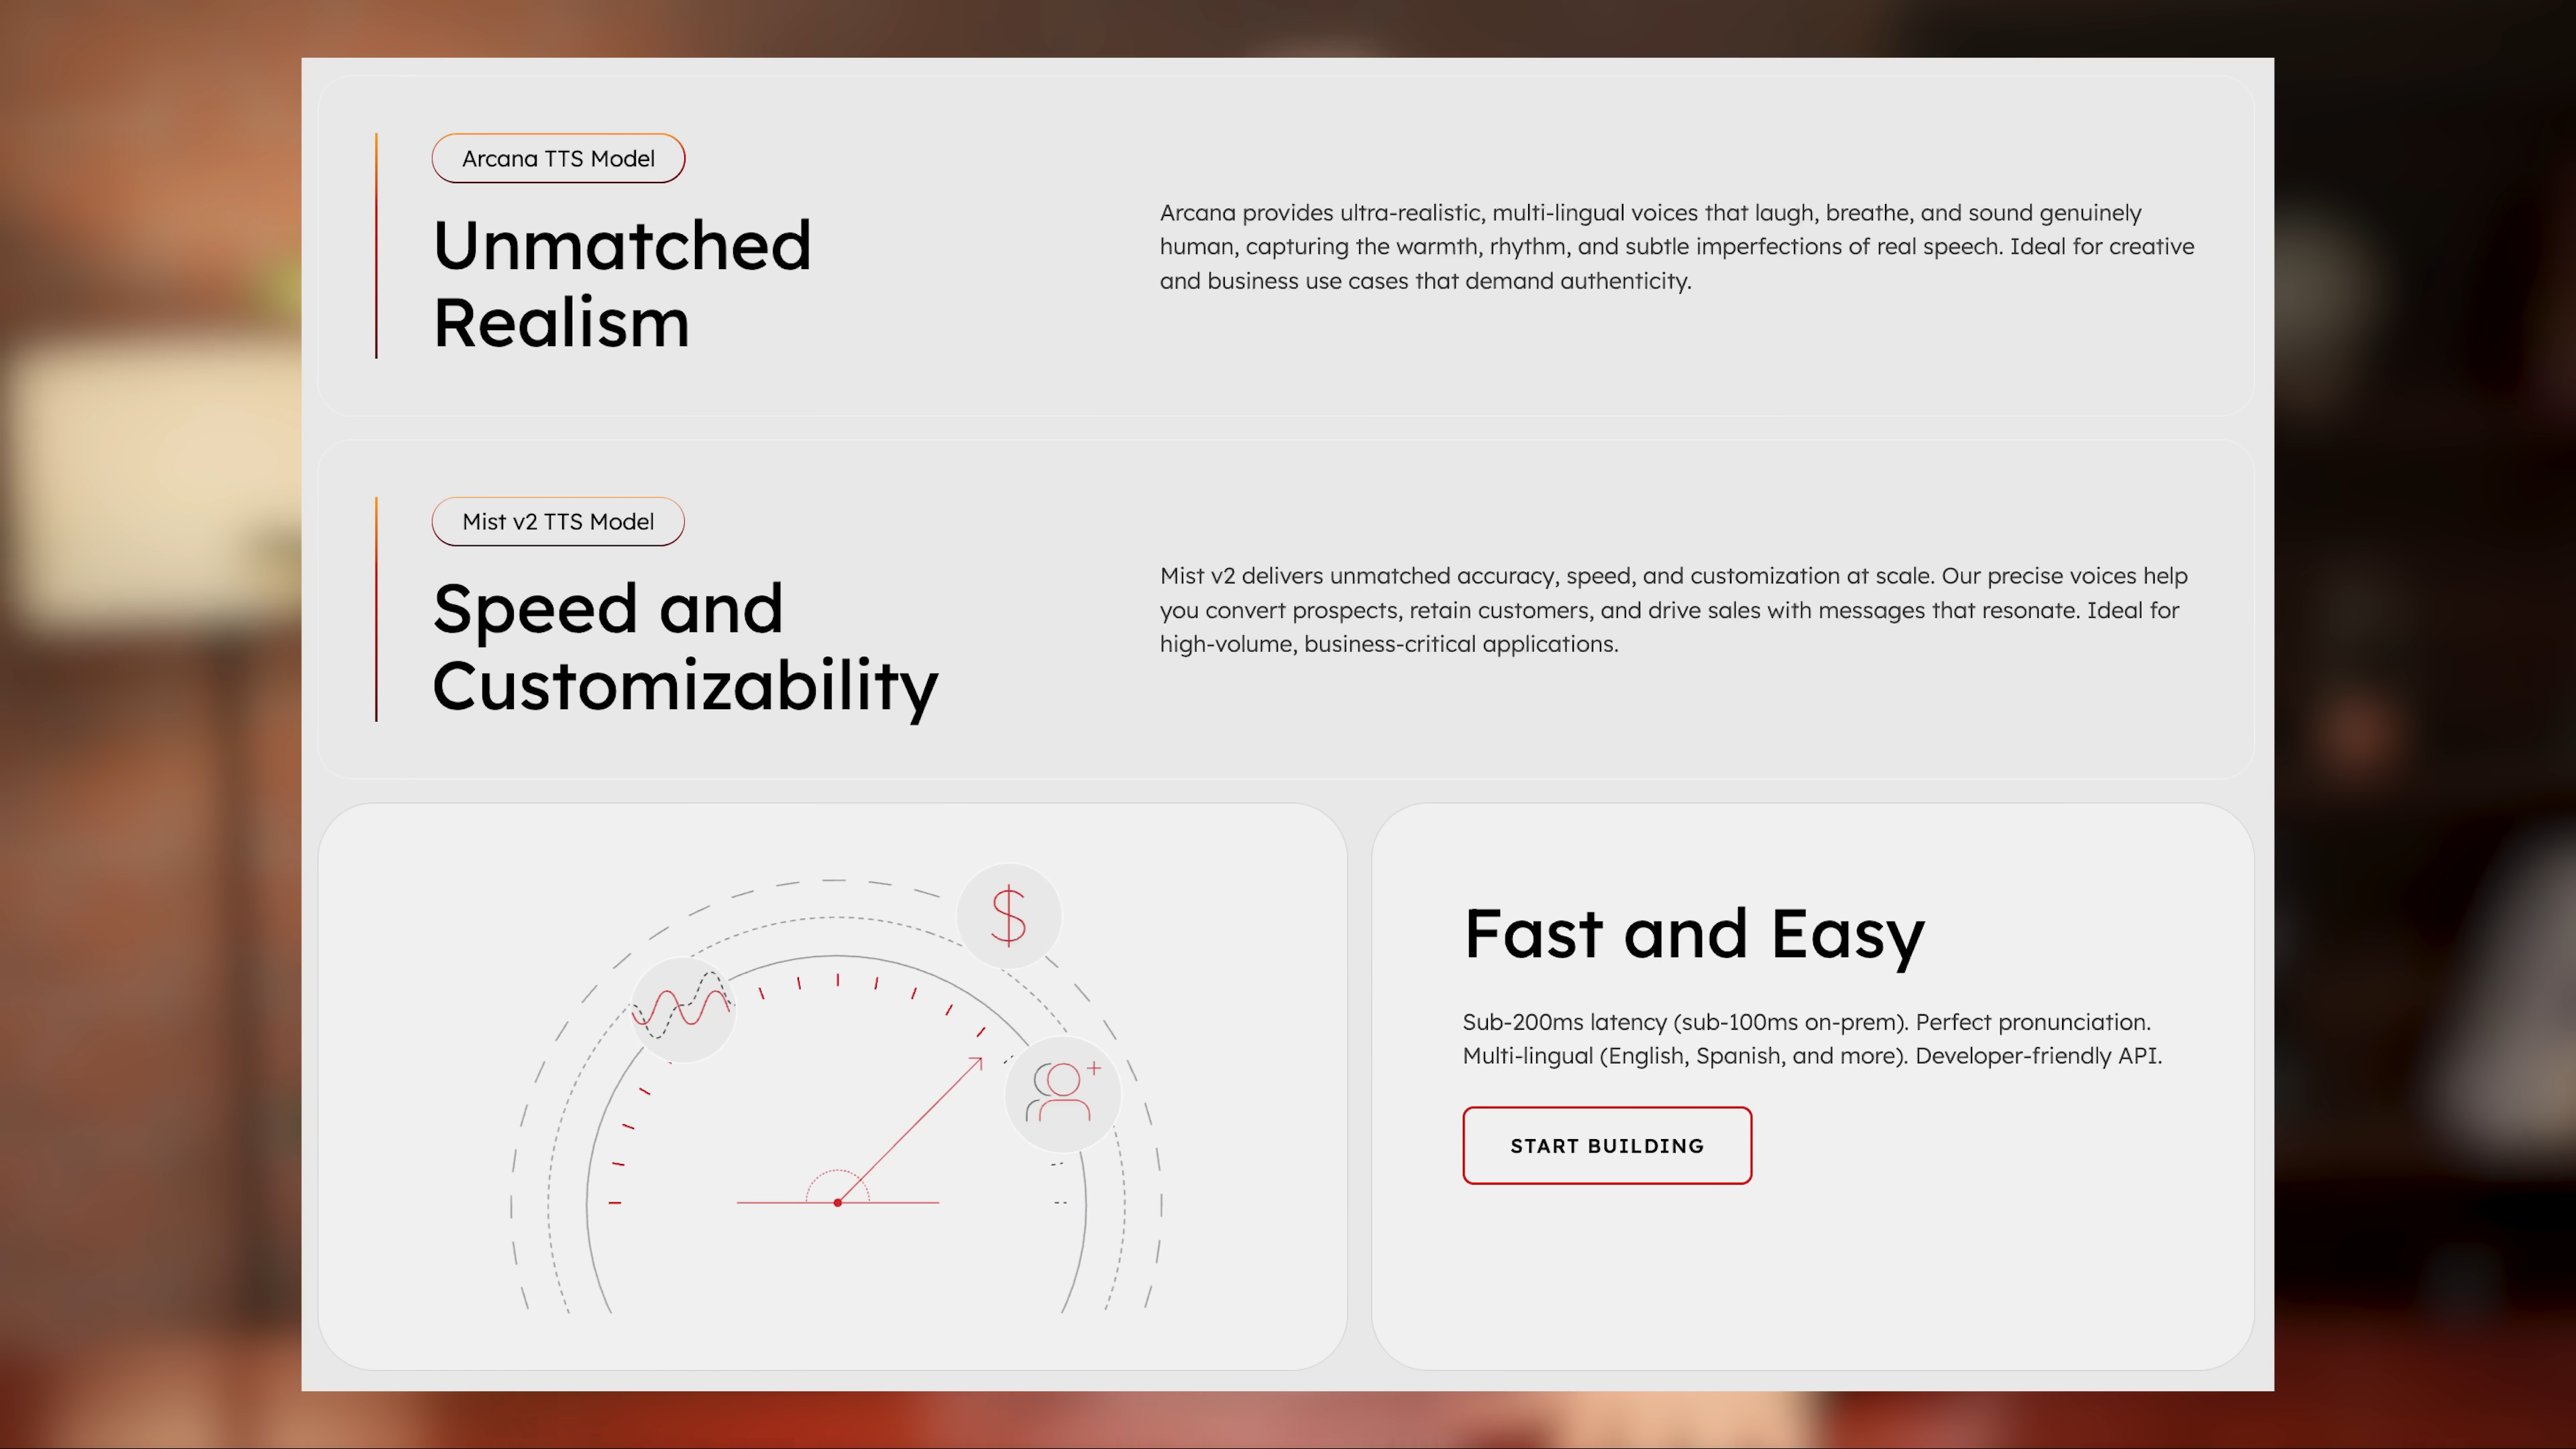 Arcana TTS Model
Unmatched
Realism
Arcana provides ultra-realistic, multi-lingual voices that laugh, breathe, and sound genuinely
human, capturing the warmth, rhythm, and subtle imperfections of real speech. Ideal for creative
and business use cases that demand authenticity.
Mist v2 TTS Model
Speed and
Customizability
Mist v2 delivers unmatched accuracy, speed, and customization at scale. Our precise voices help
you convert prospects, retain customers, and drive sales with messages that resonate. Ideal for
high-volume, business-critical applications.
$
Fast and Easy
Sub-200ms latency (sub-100ms on-prem). Perfect pronunciation.
Multi-lingual (English, Spanish, and more). Developer-friendly API.
START BUILDING